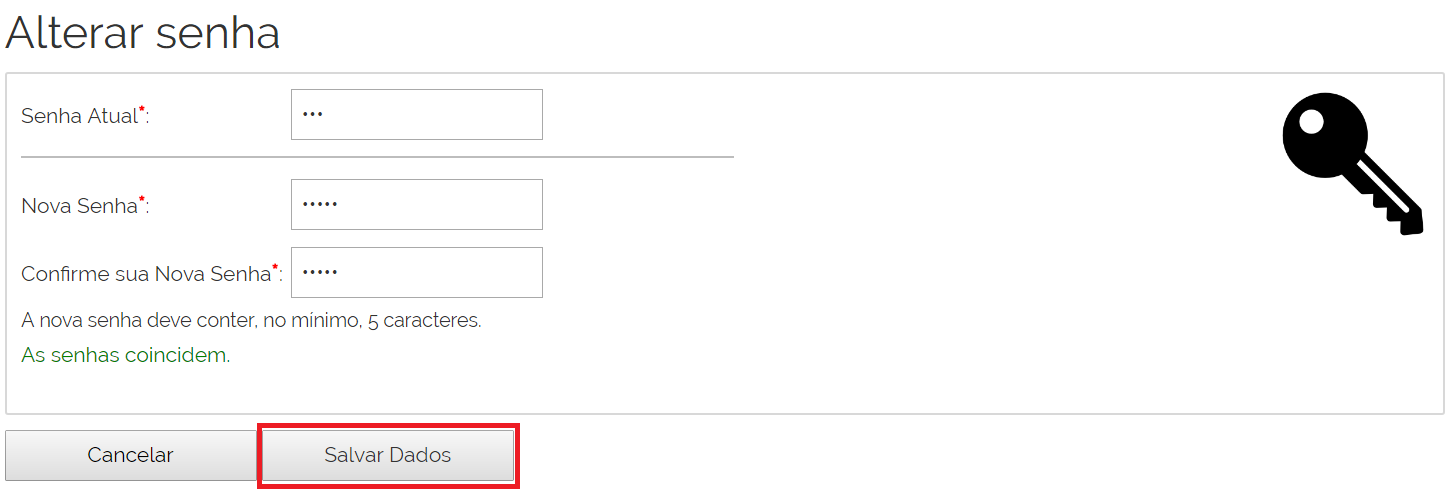 Alterar senha
Senha Atual*: •••
Nova Senha*: •••••
Confirme sua Nova Senha*: •••••
A nova senha deve conter, no mínimo, 5 caracteres.
As senhas coincidem.
Cancelar Salvar Dados